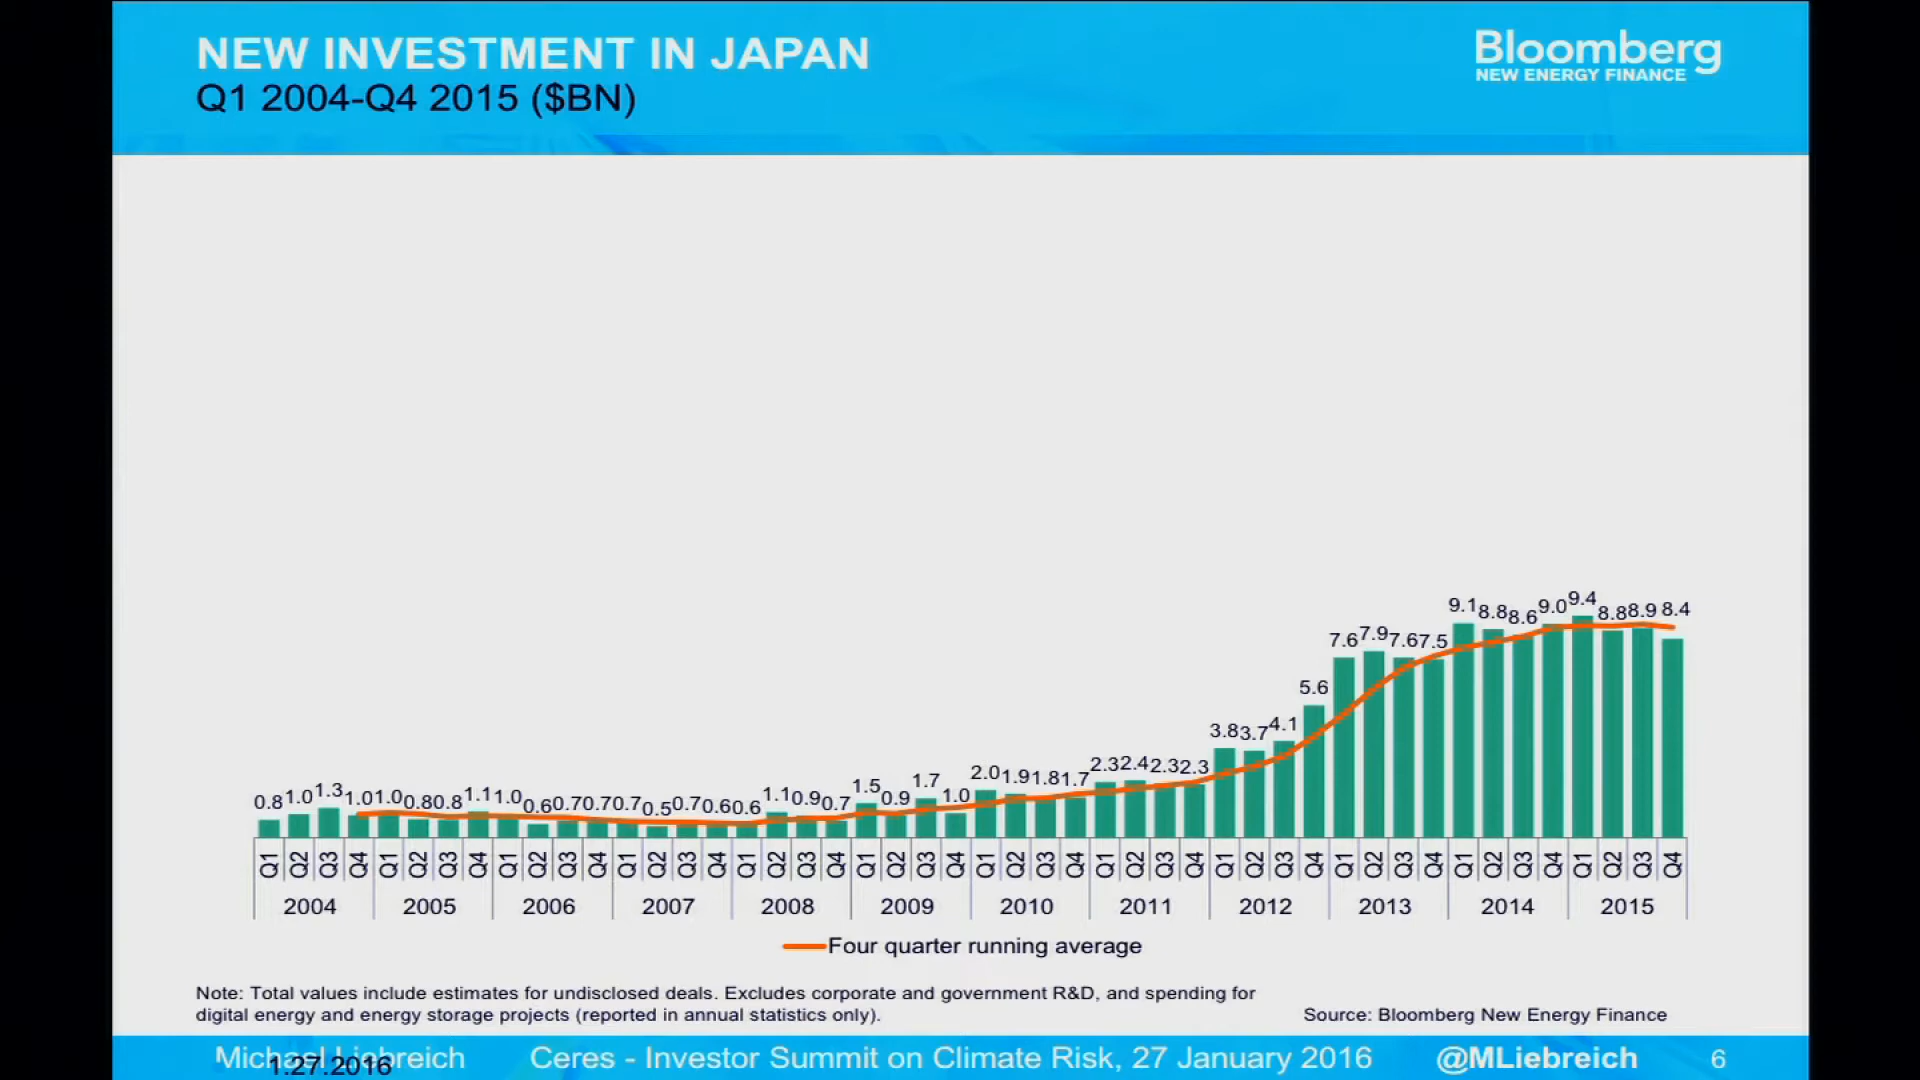 NEW INVESTMENT IN JAPAN
Q1 2004-Q4 2015 ($BN)
Bloomberg
NEW ENERGY FINANCE
0.8 1.0 1.3 1.0 1.0 0.8 0.8 1.1 1.0 0.6 0.7 0.7 0.7 0.5 0.7 0.6 0.6 1.1 0.9 0.7 1.5 0.9 1.7 1.0 2.0 1.9 1.8 1.7 2.3 2.4 2.3 2.3 3.8 3.7 4.1 5.6 7.6 7.9 7.6 7.5 9.1 8.8 8.6 9.0 9.4 8.8 8.9 8.4
Q1 Q2 Q3 Q4 Q1 Q2 Q3 Q4 Q1 Q2 Q3 Q4 Q1 Q2 Q3 Q4 Q1 Q2 Q3 Q4 Q1 Q2 Q3 Q4 Q1 Q2 Q3 Q4 Q1 Q2 Q3 Q4 Q1 Q2 Q3 Q4 Q1 Q2 Q3 Q4 Q1 Q2 Q3 Q4 Q1 Q2 Q3 Q4
2004 2005 2006 2007 2008 2009 2010 2011 2012 2013 2014 2015
Four quarter running average
Note: Total values include estimates for undisclosed deals. Excludes corporate and government R&D, and spending for
digital energy and energy storage projects (reported in annual statistics only).
Source: Bloomberg New Energy Finance
Michael Liebreich Ceres - Investor Summit on Climate Risk, 27 January 2016 @MLiebreich 6
1.27.2016